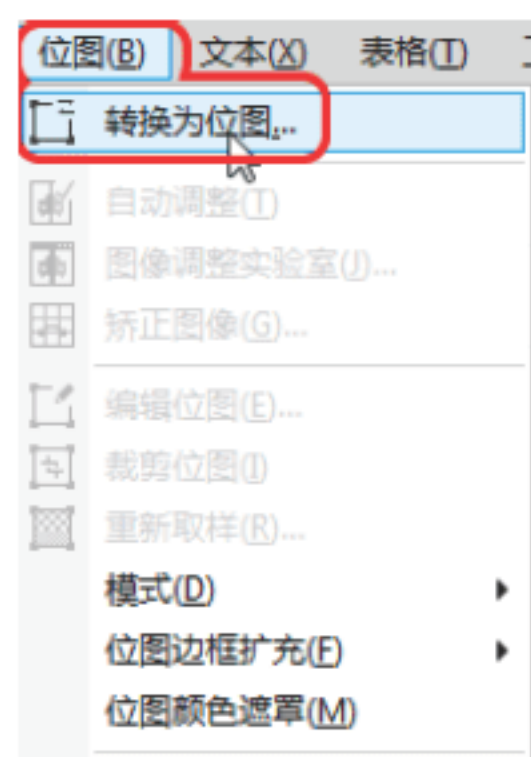 位图(B) 文本(X) 表格(T)
转换为位图...
自动调整(T)
图像调整实验室(J)...
矫正图像(G)...
编辑位图(E)...
裁剪位图(I)
重新取样(R)...
模式(D)
位图边框扩充(F)
位图颜色遮罩(M)